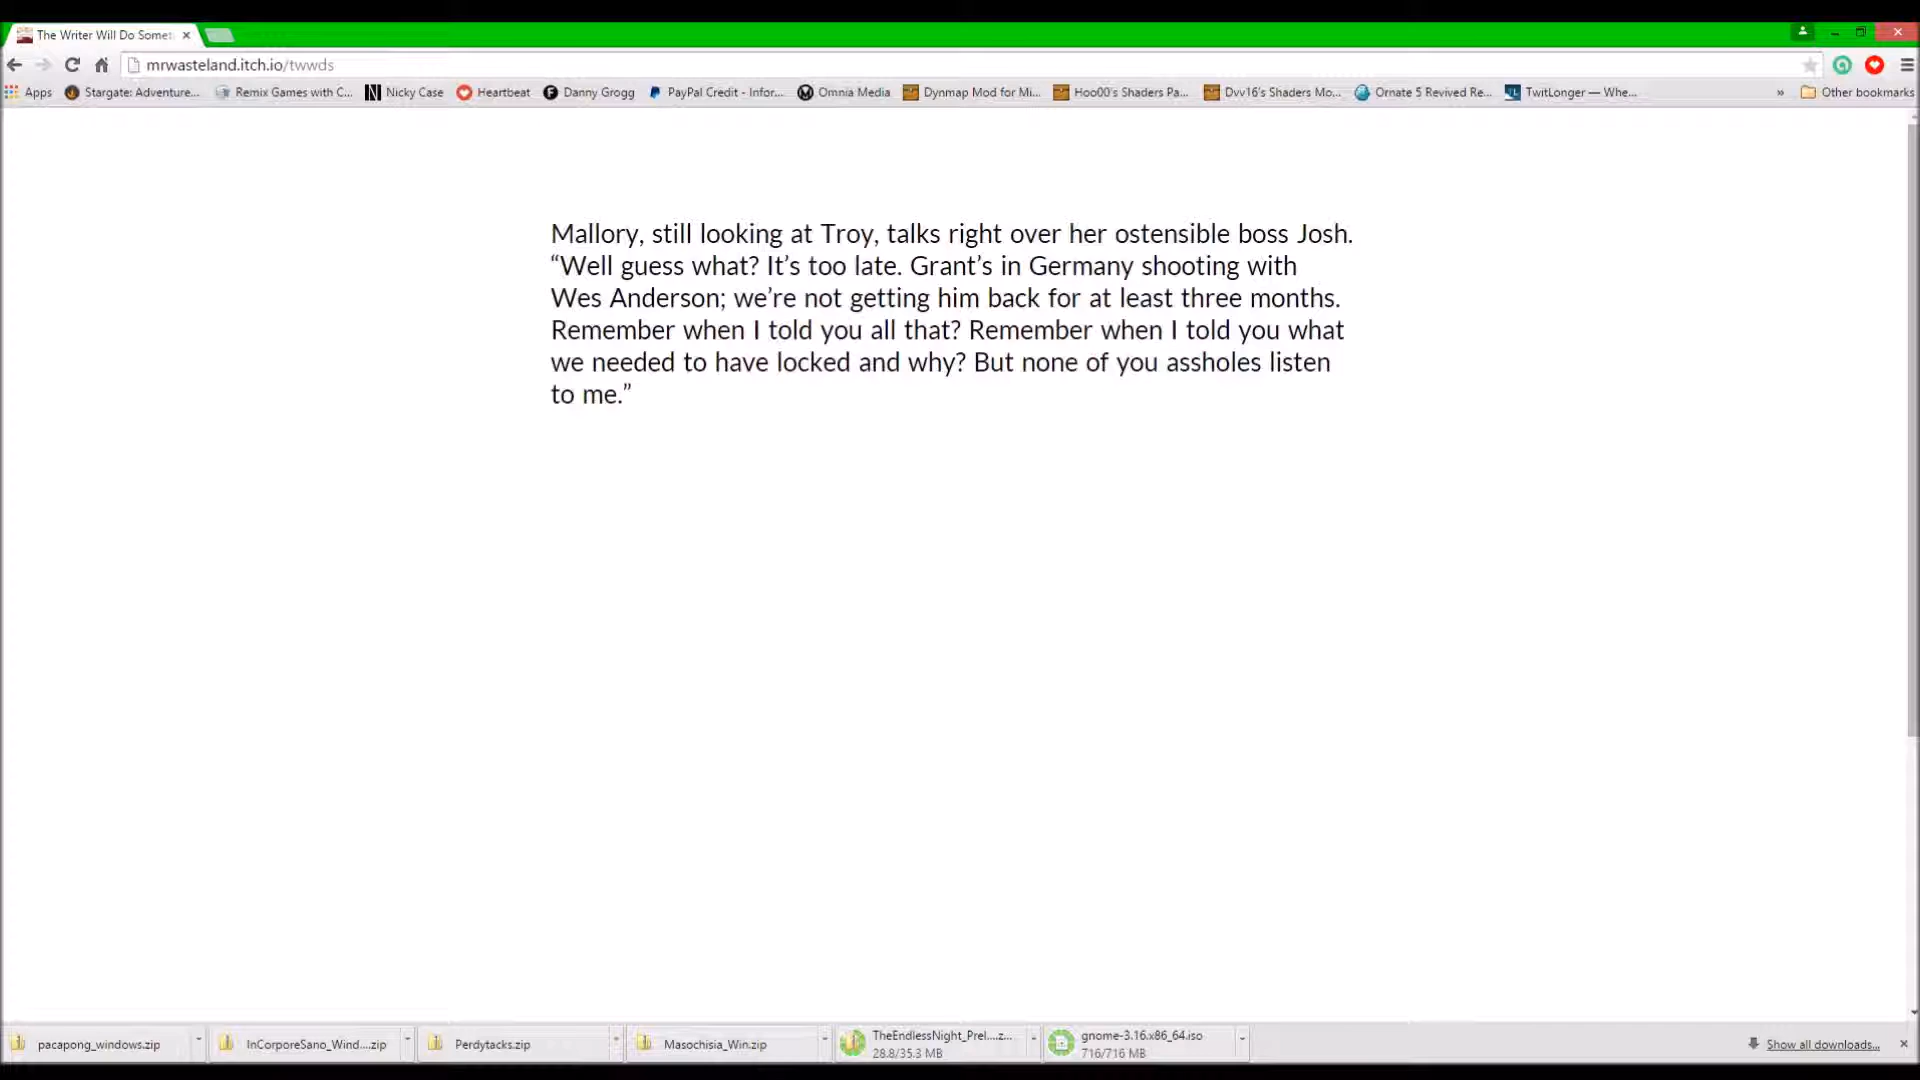 The Writer Will Do Somet
mrwasteland.itch.io/twwds
Apps Stargate: Adventure... Remix Games with C... Nicky Case Heartbeat Danny Grogg PayPal Credit - Infor... Omnia Media Dynmap Mod for Mi... Hoo00's Shaders Pa... Dvv16's Shaders Mo... Ornate 5 Revived Re... TwitLonger — Whe... » Other bookmarks
Mallory, still looking at Troy, talks right over her ostensible boss Josh.
“Well guess what? It’s too late. Grant’s in Germany shooting with
Wes Anderson; we’re not getting him back for at least three months.
Remember when I told you all that? Remember when I told you what
we needed to have locked and why? But none of you assholes listen
to me.”
pacapong_windows.zip InCorporeSano_Wind....zip Perdytacks.zip Masochisia_Win.zip TheEndlessNight_Prel....z... gnome-3.16.x86_64.iso Show all downloads...
28.8/35.3 MB 716/716 MB